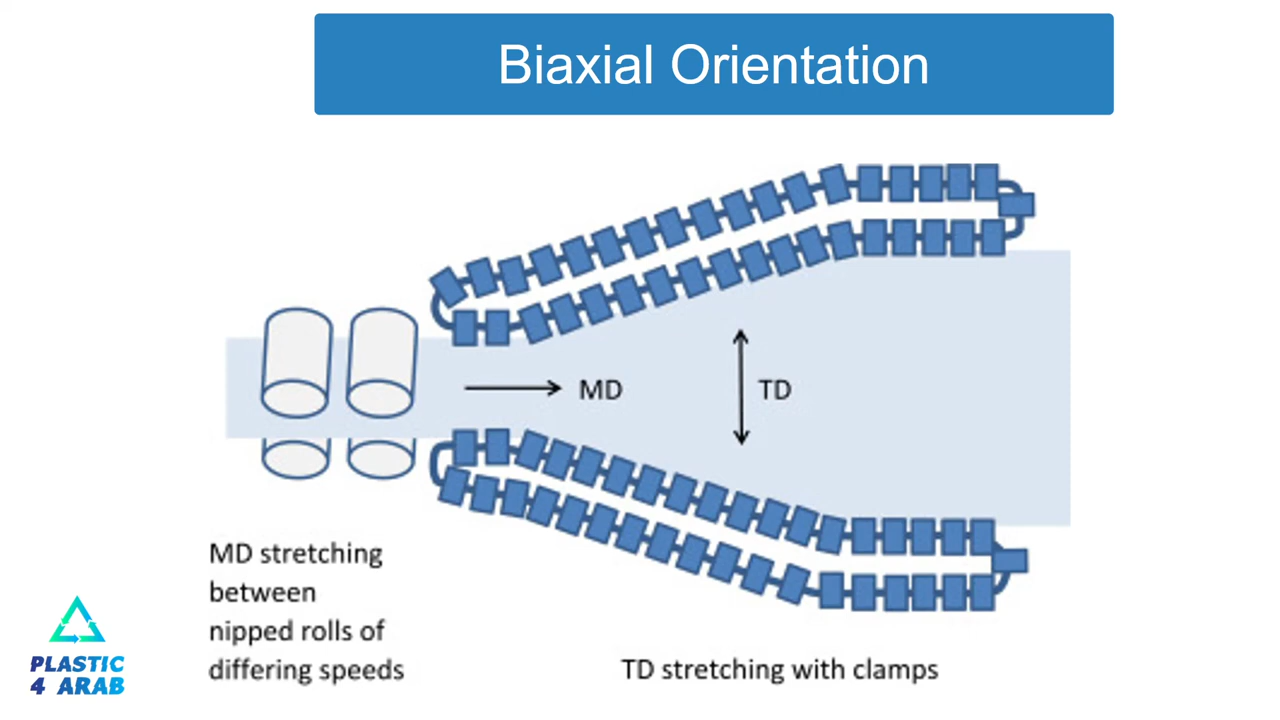 Biaxial Orientation
MD
TD
MD stretching
between
nipped rolls of
differing speeds
TD stretching with clamps
PLASTIC
4 ARAB